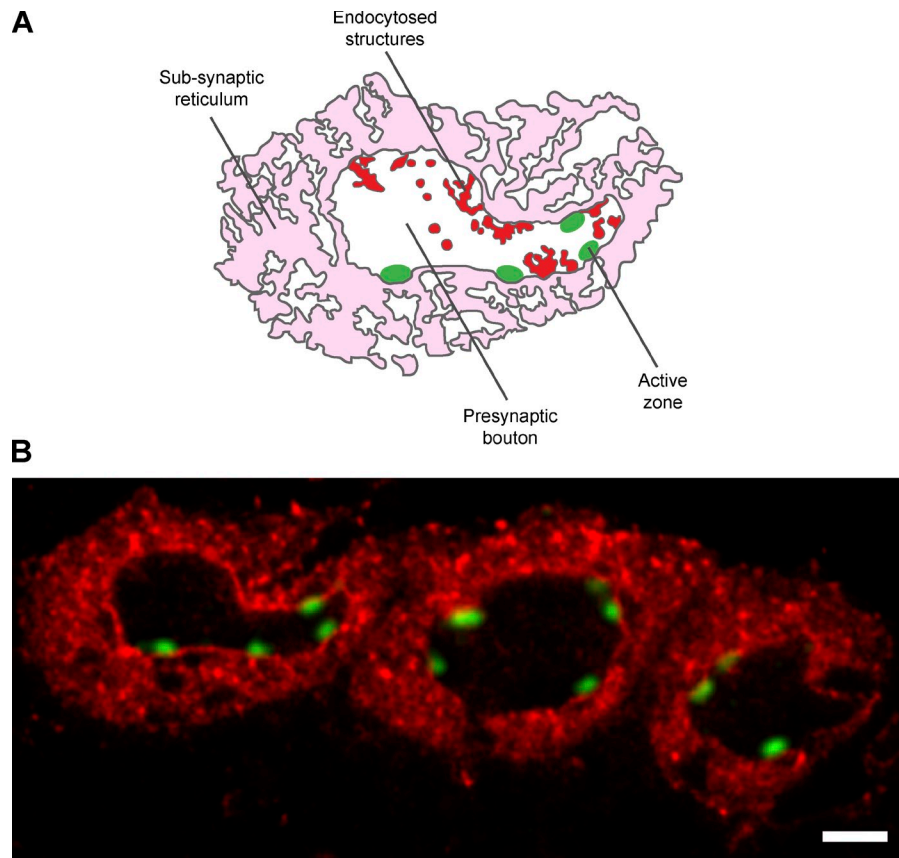 A
Endocytosed
structures
Sub-synaptic
reticulum
Active
zone
Presynaptic
bouton
B